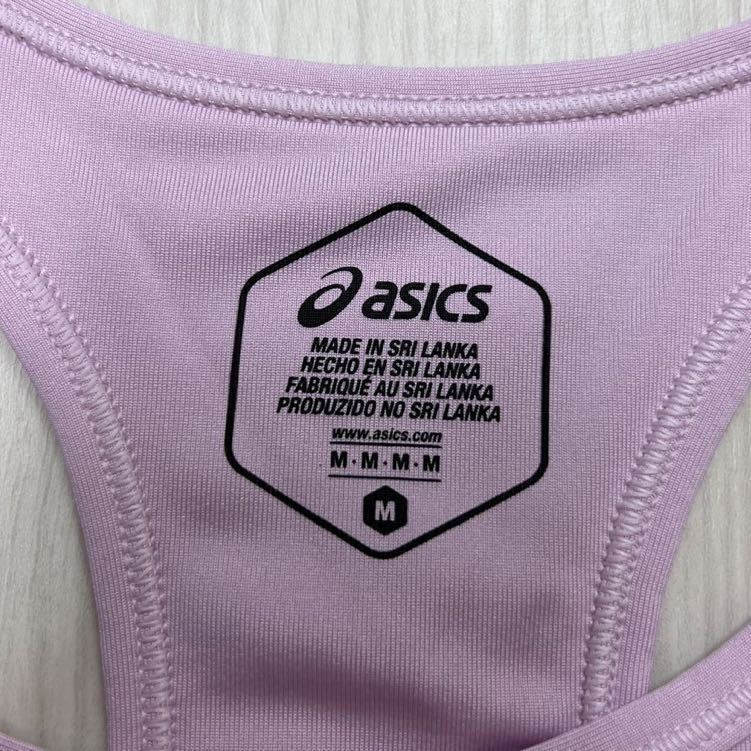 asics
MADE IN SRI LANKA
HECHO EN SRI LANKA
FABRIQUÉ AU SRI LANKA
PRODUZIDO NO SRI LANKA
www.asics.com
M·M·M·M
M